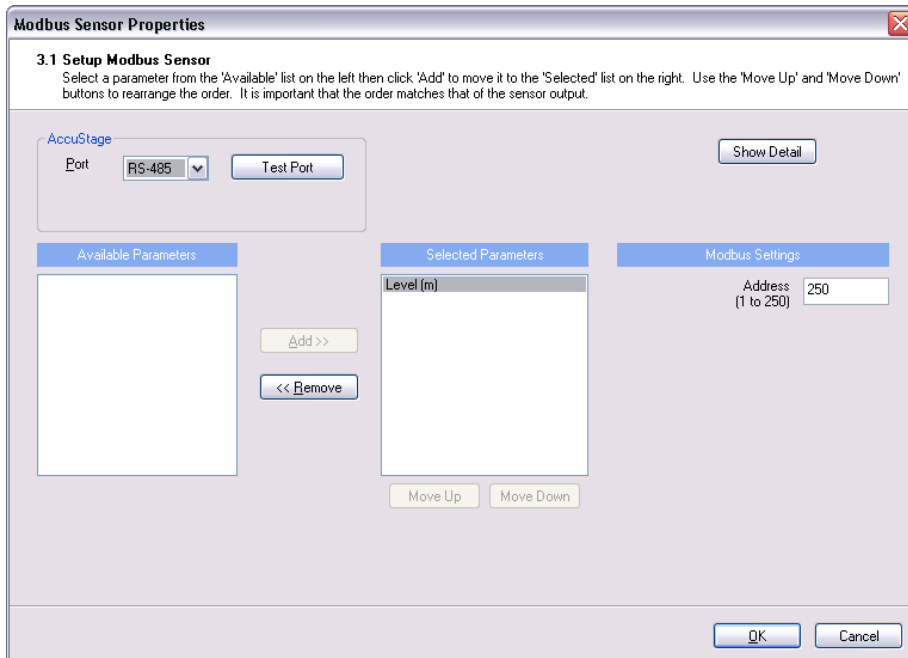 Modbus Sensor Properties
3.1 Setup Modbus Sensor
Select a parameter from the 'Available' list on the left then click 'Add' to move it to the 'Selected' list on the right. Use the 'Move Up' and 'Move Down'
buttons to rearrange the order. It is important that the order matches that of the sensor output.
AccuStage
Port
RS-485
Test Port
Show Detail
Available Parameters
Selected Parameters
Modbus Settings
Level (m)
Address
(1 to 250)
250
Add >>
<< Remove
Move Up
Move Down
OK
Cancel